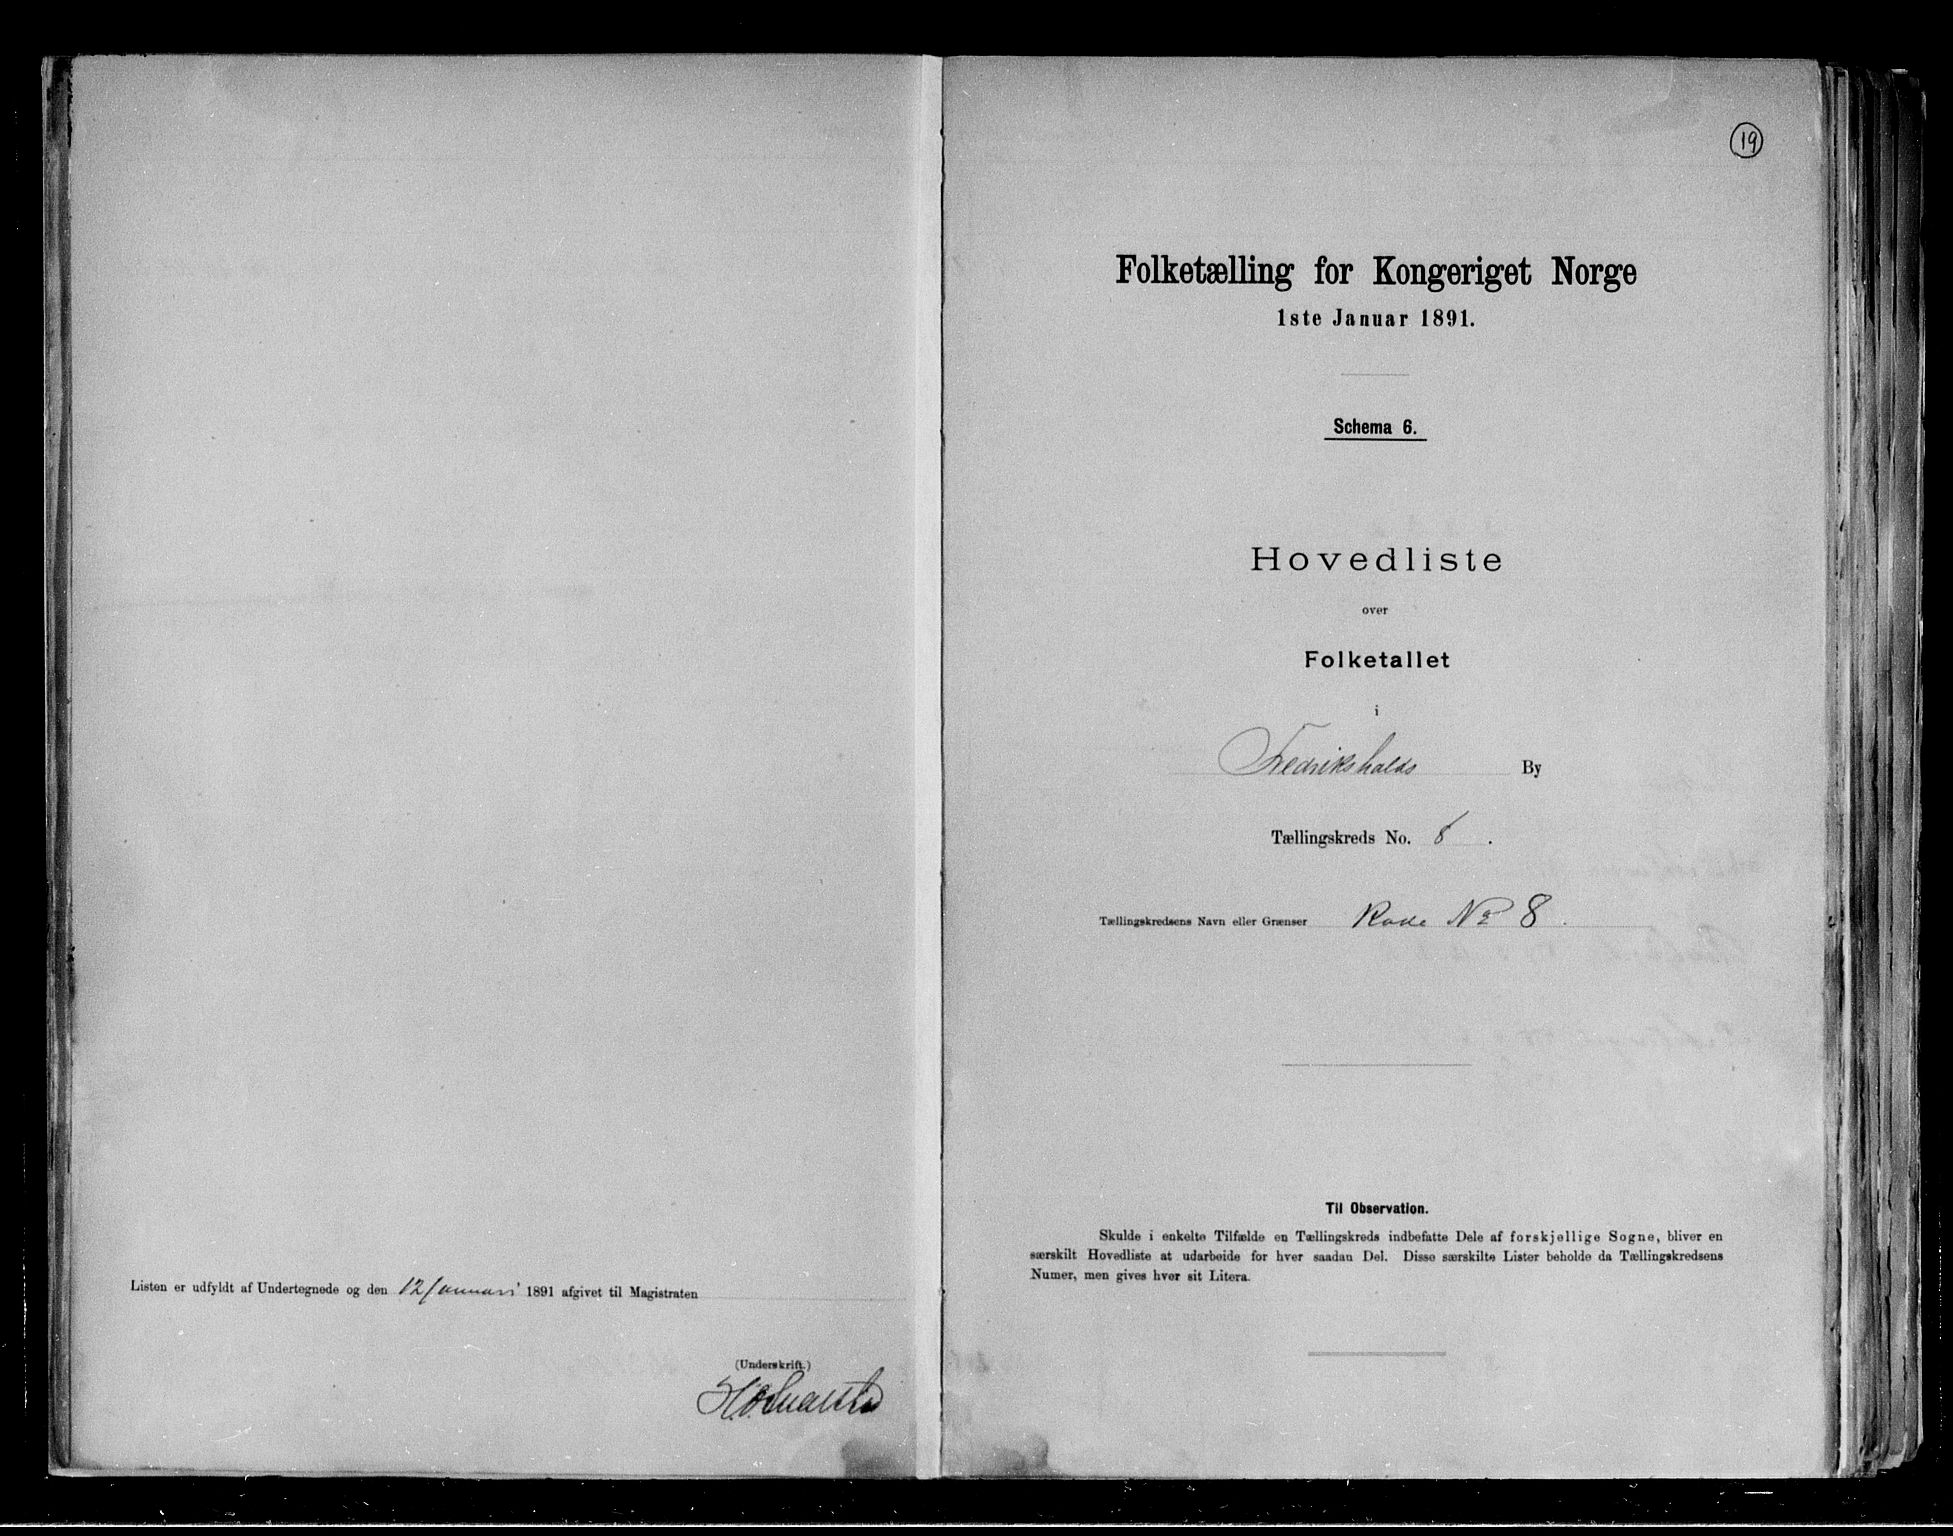 Listen er udfyldt af Undertegnede og den 12 Januari 1891 afgivet til Magistraten
(Underskrift.)
19
Folketælling for Kongeriget Norge
1ste Januar 1891.
Schema 6.
Hovedliste
over
Folketallet
i
Fredrikshalds By
Tællingskreds No. 8.
Tællingskredsens Navn eller Grænser Rode No 8.
Til Observation.
Skulde i enkelte Tilfælde en Tællingskreds indbefatte Dele af forskjellige Sogne, bliver en
særskilt Hovedliste at udarbeide for hver saadan Del. Disse særskilte Lister beholde da Tællingskredsens
Numer, men gives hver sit Litera.